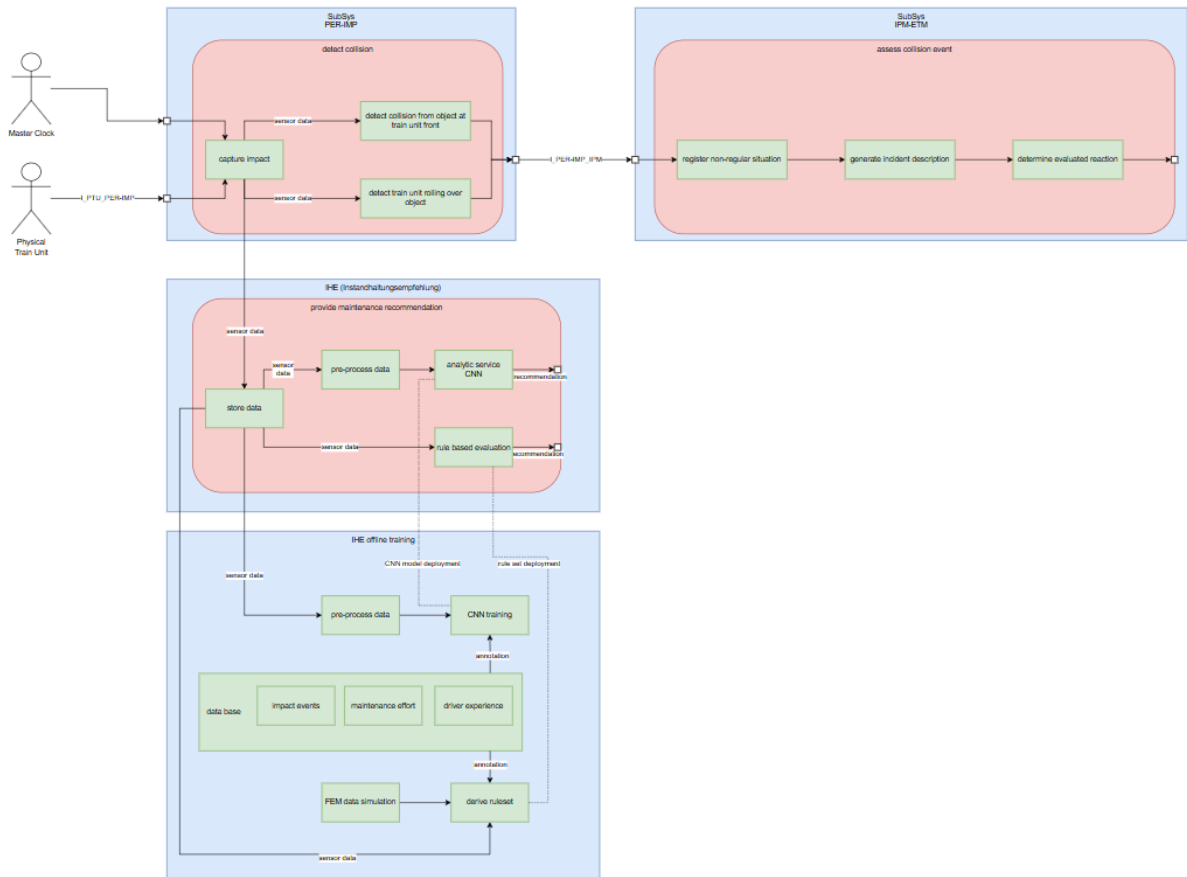 SubSys
PER-IMP
detect collision
SubSys
IPM-ETM
assess collision event
Master Clock
Physical
Train Unit
I_PTU_PER-IMP
capture impact
sensor data
detect collision from object at
train unit front
sensor data
detect train unit rolling over
object
I_PER-IMP_IPM
register non-regular situation
generate incident description
determine evaluated reaction
IHE (Instandhaltungsempfehlung)
provide maintenance recommendation
sensor data
sensor
data
pre-process data
analytic service
CNN
recommendation
store data
sensor data
rule based evaluation
recommendation
IHE offline training
CNN model deployment
rule set deployment
sensor data
pre-process data
CNN training
annotation
data base
impact events
maintenance effort
driver experience
annotation
FEM data simulation
derive ruleset
sensor data